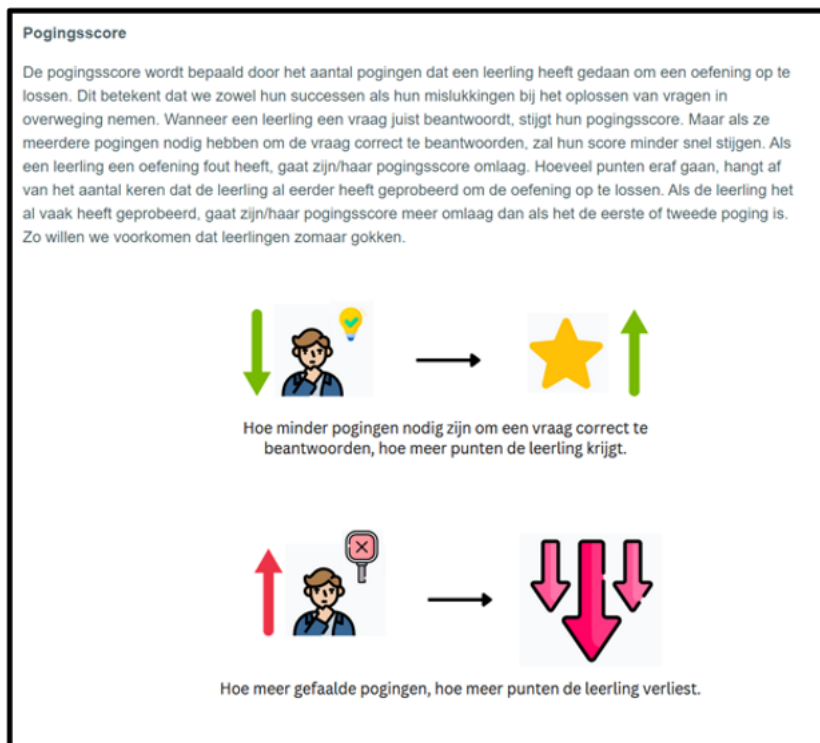 Pogingsscore
De pogingsscore wordt bepaald door het aantal pogingen dat een leerling heeft gedaan om een oefening op te
lossen. Dit betekent dat we zowel hun successen als hun mislukkingen bij het oplossen van vragen in
overweging nemen. Wanneer een leerling een vraag juist beantwoordt, stijgt hun pogingsscore. Maar als ze
meerdere pogingen nodig hebben om de vraag correct te beantwoorden, zal hun score minder snel stijgen. Als
een leerling een oefening fout heeft, gaat zijn/haar pogingsscore omlaag. Hoeveel punten eraf gaan, hangt af
van het aantal keren dat de leerling al eerder heeft geprobeerd om de oefening op te lossen. Als de leerling het
al vaak heeft geprobeerd, gaat zijn/haar pogingsscore meer omlaag dan als het de eerste of tweede poging is.
Zo willen we voorkomen dat leerlingen zomaar gokken.
Hoe minder pogingen nodig zijn om een vraag correct te
beantwoorden, hoe meer punten de leerling krijgt.
Hoe meer gefaalde pogingen, hoe meer punten de leerling verliest.